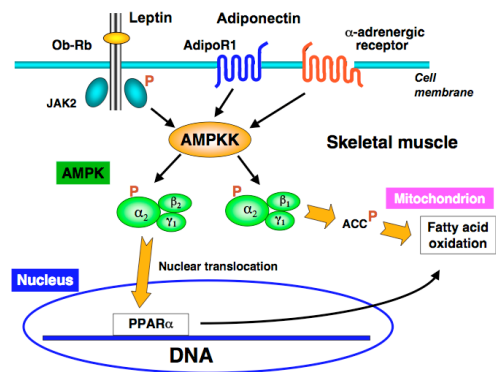 Leptin
Adiponectin
α-adrenergic
receptor
Ob-Rb
AdipoR1
P
Cell
membrane
JAK2
AMPKK
Skeletal muscle
AMPK
P
P
Mitochondrion
α2
β2
γ1
α2
β1
γ1
ACC
P
Fatty acid
oxidation
Nuclear translocation
Nucleus
PPARα
DNA